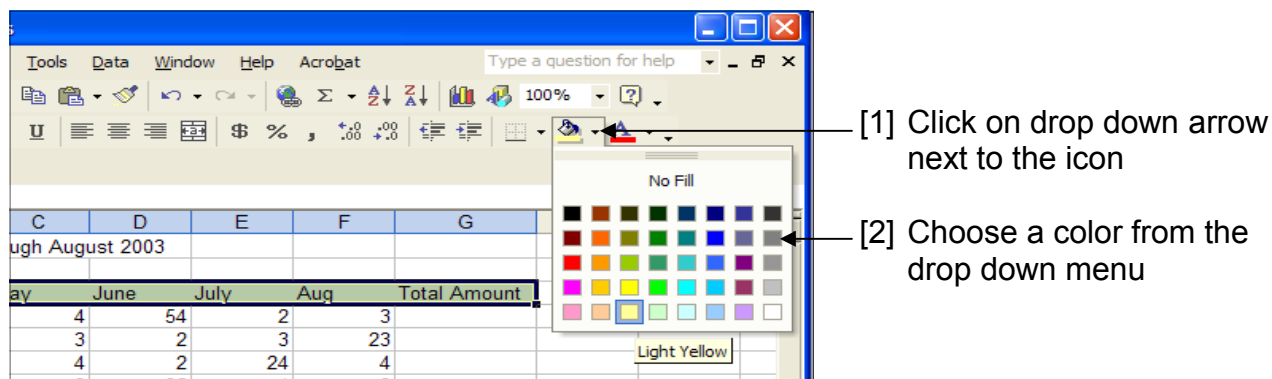 s
Tools Data Window Help Acrobat Type a question for help
100%
U $ % ,
[1] Click on drop down arrow
next to the icon
No Fill
C D E F G
ugh August 2003
[2] Choose a color from the
drop down menu
ay June July Aug Total Amount
4 54 2 3
3 2 3 23
4 2 24 4
Light Yellow